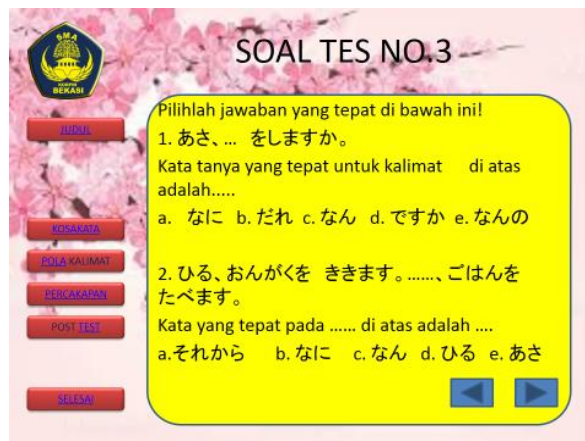 SMA
BEKASI
SOAL TES NO.3
JUDUL
KOSAKATA
POLA KALIMAT
PERCAKAPAN
POST TEST
SELESAI
Pilihlah jawaban yang tepat di bawah ini!
1. あさ、... をしますか。
Kata tanya yang tepat untuk kalimat di atas
adalah.....
a. なに b. だれ c. なん d. ですか e. なんの
2. ひる、おんがくを ききます。......、ごはんを
たべます。
Kata yang tepat pada ...... di atas adalah ....
a.それから b. なに c. なん d. ひる e. あさ